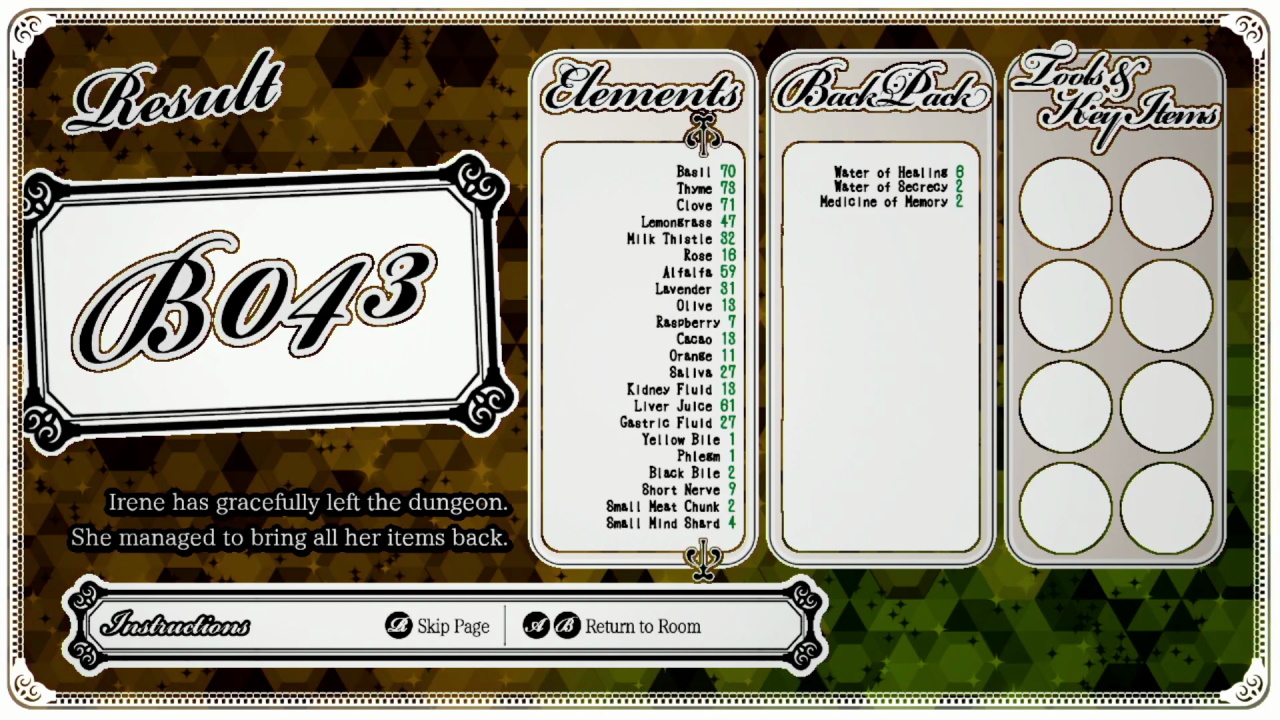 Result
B043
Irene has gracefully left the dungeon.
She managed to bring all her items back.
Elements
Basil 70
Thyme 73
Clove 71
Lemongrass 47
Milk Thistle 32
Rose 16
Alfalfa 59
Lavender 31
Olive 13
Raspberry 7
Cacao 13
Orange 11
Saliva 27
Kidney Fluid 13
Liver Juice 61
Gastric Fluid 27
Yellow Bile 1
Phlegm 1
Black Bile 2
Short Nerve 9
Small Meat Chunk 2
Small Mind Shard 4
BackPack
Water of Healing 6
Water of Secrecy 2
Medicine of Memory 2
Tools &
Key Items
Instructions
R Skip Page
A B Return to Room